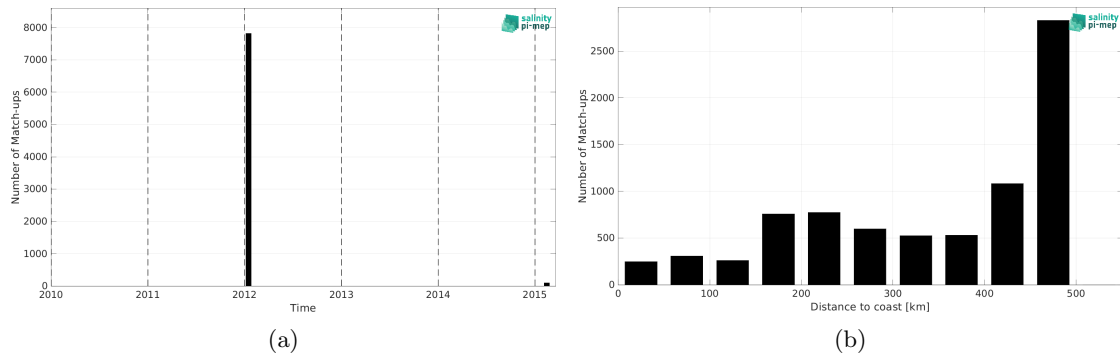 8000
7000
6000
5000
4000
3000
2000
1000
0
Number of Match-ups
2010
2011
2012
2013
2014
2015
Time
salinity
pi-mep
(a)
2500
2000
1500
1000
500
0
Number of Match-ups
0
100
200
300
400
500
Distance to coast [km]
salinity
pi-mep
(b)